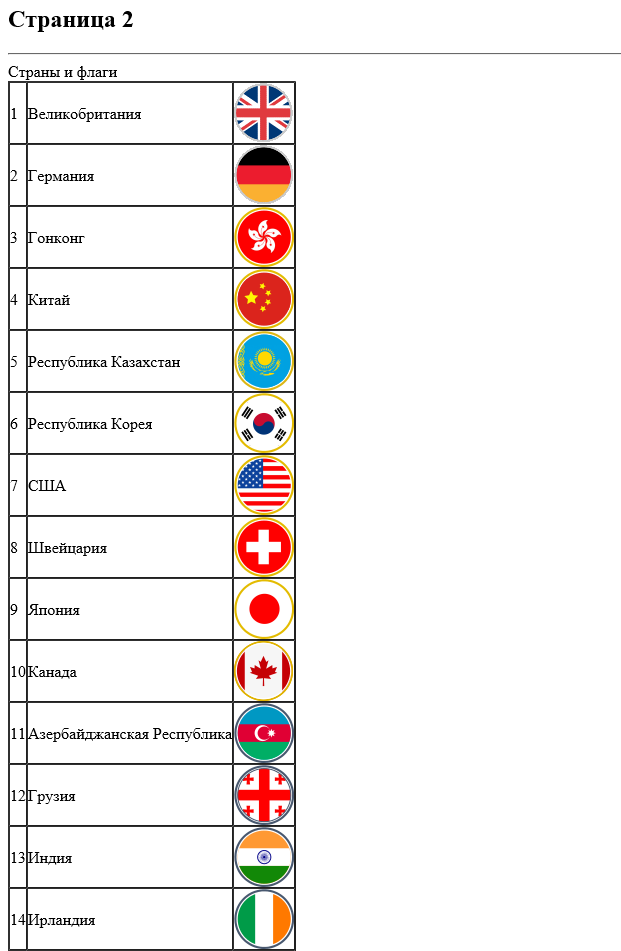 Страница 2
Страны и флаги
1 Великобритания
2 Германия
3 Гонконг
4 Китай
5 Республика Казахстан
6 Республика Корея
7 США
8 Швейцария
9 Япония
10 Канада
11 Азербайджанская Республика
12 Грузия
13 Индия
14 Ирландия